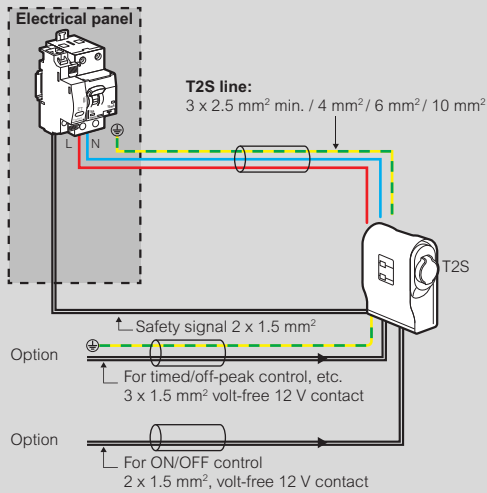 Electrical panel
T2S line:
3 x 2.5 mm² min. / 4 mm² / 6 mm² / 10 mm²
L N
T2S
Safety signal 2 x 1.5 mm²
Option
For timed/off-peak control, etc.
3 x 1.5 mm² volt-free 12 V contact
Option
For ON/OFF control
2 x 1.5 mm², volt-free 12 V contact